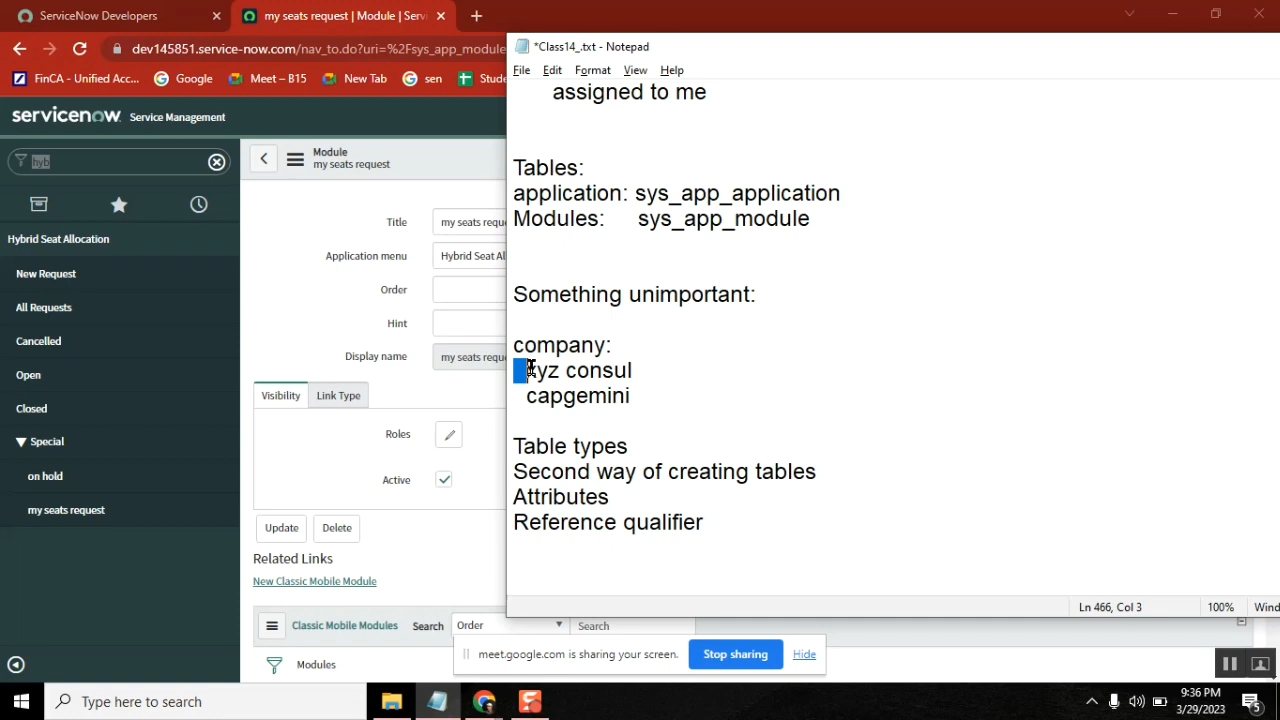 ServiceNow Developers
my seats request | Module | Serv
dev145851.service-now.com/nav_to.do?uri=%2Fsys_app_module
FinCA - Unified Acc...
Google
Meet – B15
New Tab
sen
Stude
servicenow Service Management
hyb
Hybrid Seat Allocation
New Request
All Requests
Cancelled
Open
Closed
Special
on hold
my seats request
Module
my seats request
Title my seats reque
Application menu Hybrid Seat Al
Order
Hint
Display name my seats reque
Visibility Link Type
Roles
Active
Update Delete
Related Links
New Classic Mobile Module
Classic Mobile Modules Search Order Search
Modules
*Class14_.txt - Notepad
File Edit Format View Help
assigned to me
Tables:
application: sys_app_application
Modules: sys_app_module
Something unimportant:
company:
xyz consul
capgemini
Table types
Second way of creating tables
Attributes
Reference qualifier
Ln 466, Col 3 100% Wind
meet.google.com is sharing your screen. Stop sharing Hide
Type here to search
9:36 PM
3/29/2023
5